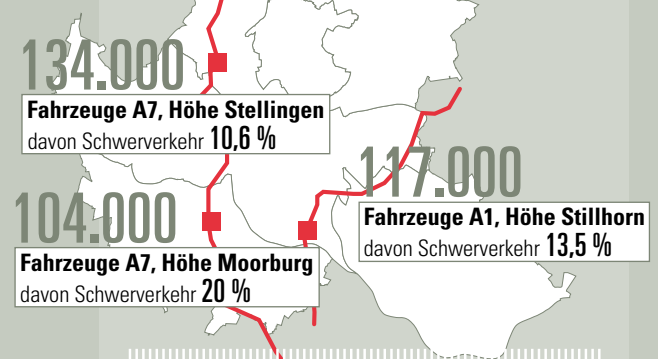 134.000
Fahrzeuge A7, Höhe Stellingen
davon Schwerverkehr 10,6 %
117.000
Fahrzeuge A1, Höhe Stillhorn
davon Schwerverkehr 13,5 %
104.000
Fahrzeuge A7, Höhe Moorburg
davon Schwerverkehr 20 %